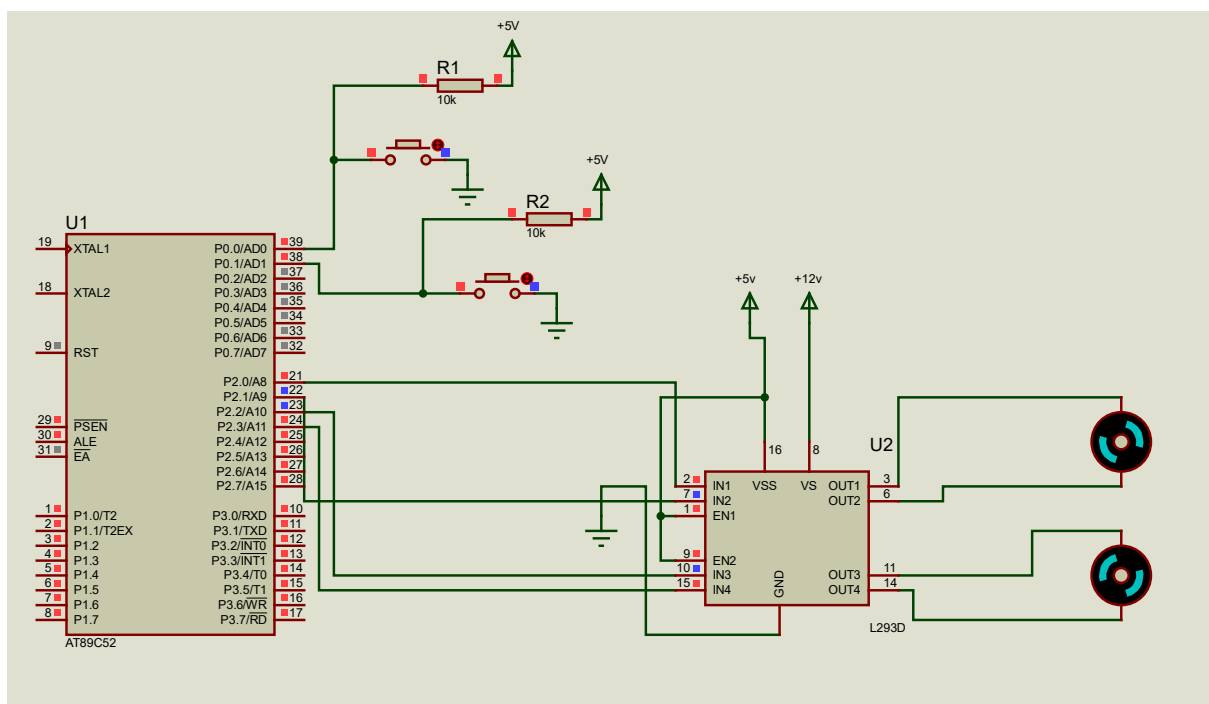 +5V
R1
10k
+5V
R2
10k
U1
19
XTAL1
18
XTAL2
9
RST
29
PSEN
30
ALE
31
EA
1
P1.0/T2
2
P1.1/T2EX
3
P1.2
4
P1.3
5
P1.4
6
P1.5
7
P1.6
8
P1.7
P0.0/AD0
39
P0.1/AD1
38
P0.2/AD2
37
P0.3/AD3
36
P0.4/AD4
35
P0.5/AD5
34
P0.6/AD6
33
P0.7/AD7
32
P2.0/A8
21
P2.1/A9
22
P2.2/A10
23
P2.3/A11
24
P2.4/A12
25
P2.5/A13
26
P2.6/A14
27
P2.7/A15
28
P3.0/RXD
10
P3.1/TXD
11
P3.2/INT0
12
P3.3/INT1
13
P3.4/T0
14
P3.5/T1
15
P3.6/WR
16
P3.7/RD
17
AT89C52
+5v
+12v
U2
16
8
VSS
VS
2
IN1
7
IN2
1
EN1
9
EN2
10
IN3
15
IN4
GND
OUT1
3
OUT2
6
OUT3
11
OUT4
14
L293D